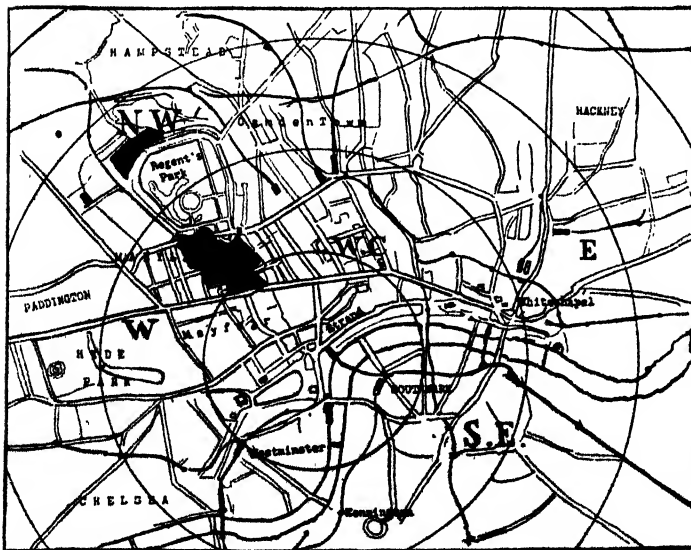 HAMPSTEAD
N W
Camden Town
HACKNEY
Regent's
Park
W C
E
PADDINGTON
Whitechapel
W
Mayfair
Strand
HYDE
PARK
SOUTHWARK
S.E.
Westminster
CHELSEA
Kennington